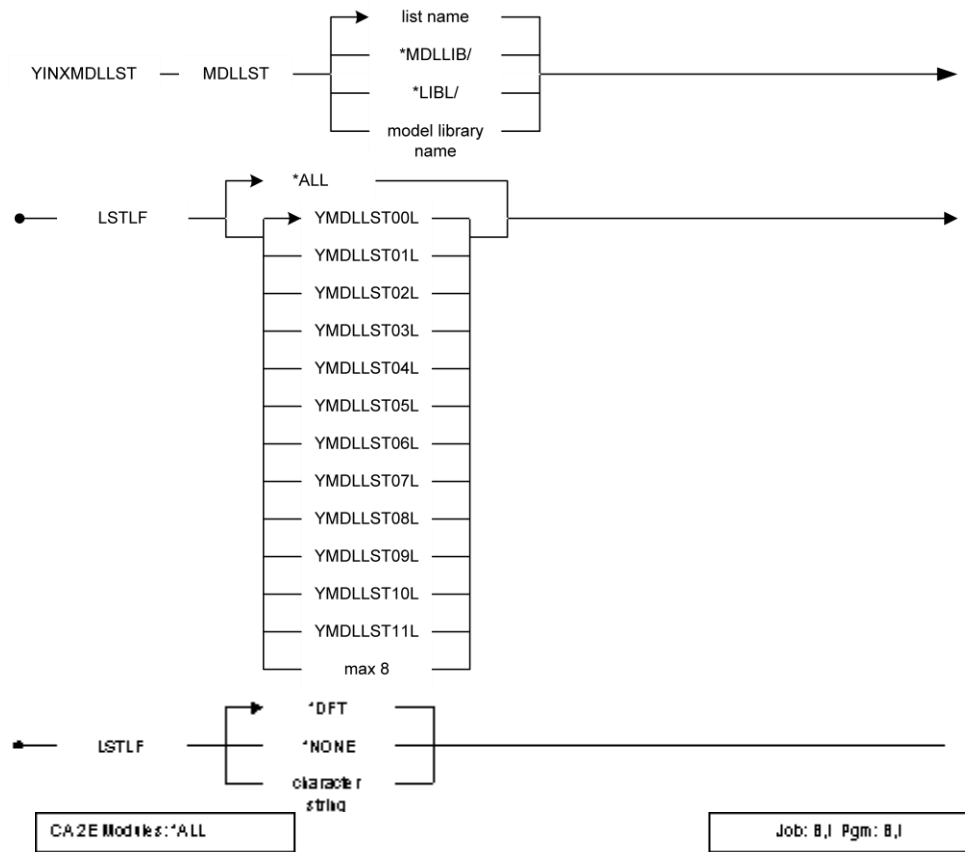 list name
YINXMDLLST MDLLST *MDLLIB/
*LIBL/
model library
name
*ALL
LSTLF YMDLLST00L
YMDLLST01L
YMDLLST02L
YMDLLST03L
YMDLLST04L
YMDLLST05L
YMDLLST06L
YMDLLST07L
YMDLLST08L
YMDLLST09L
YMDLLST10L
YMDLLST11L
max 8
*DFT
LSTLF *NONE
character
string
CA 2E Modules: *ALL
Job: B,I Pgm: B,I